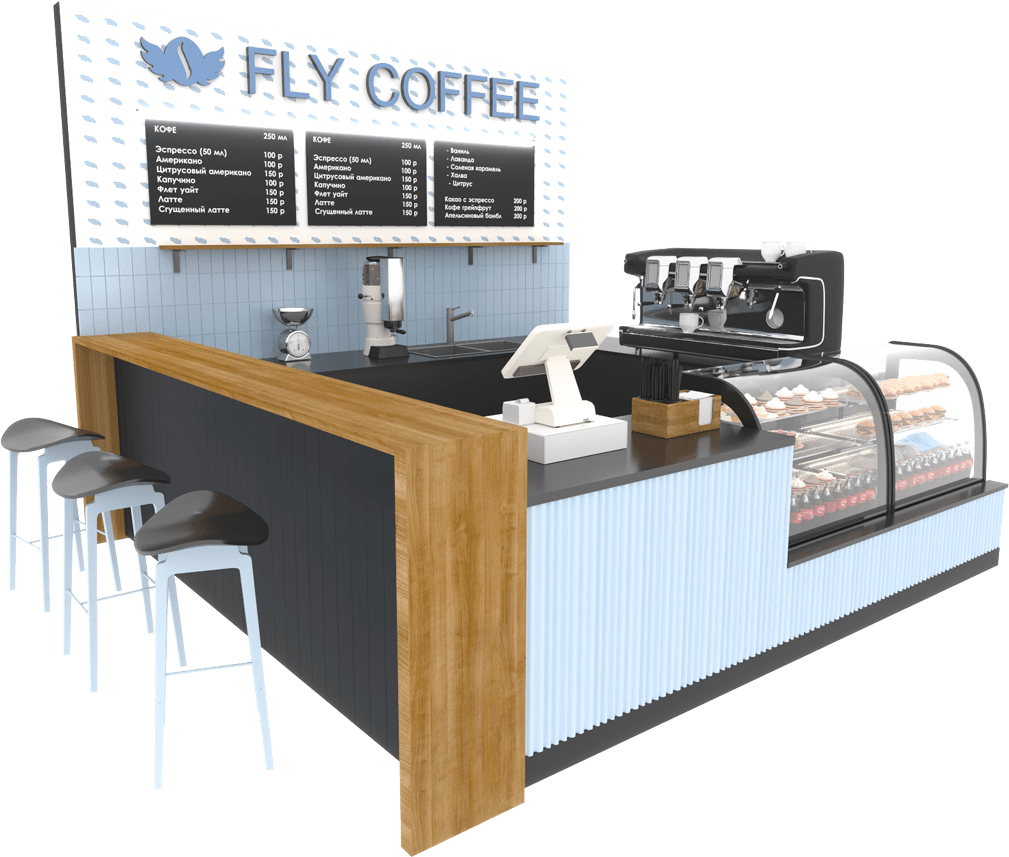 FLY COFFEE
КОФЕ
250 мл
Эспрессо (50 мл) 100 р
Американо 100 р
Цитрусовый американо 150 р
Капучино 100 р
Флет уайт 150 р
Латте 150 р
Сгущенный латте 150 р
КОФЕ
250 мл
Эспрессо (50 мл) 100 р
Американо 100 р
Цитрусовый американо 150 р
Капучино 100 р
Флет уайт 150 р
Латте 150 р
Сгущенный латте 150 р
- Ваниль
- Лаванда
- Соленая карамель
- Халва
- Цитрус
Какао с эспрессо 200 р
Кофе грейпфрут 200 р
Апельсиновый бамбл 200 р